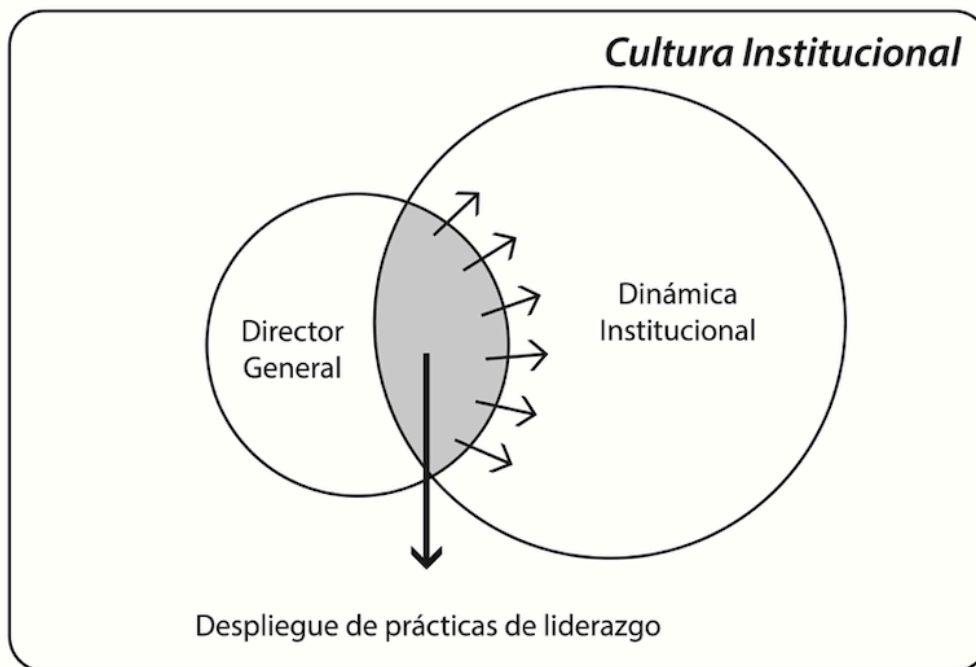 Cultura Institucional
Director
General
Dinámica
Institucional
Despliegue de prácticas de liderazgo